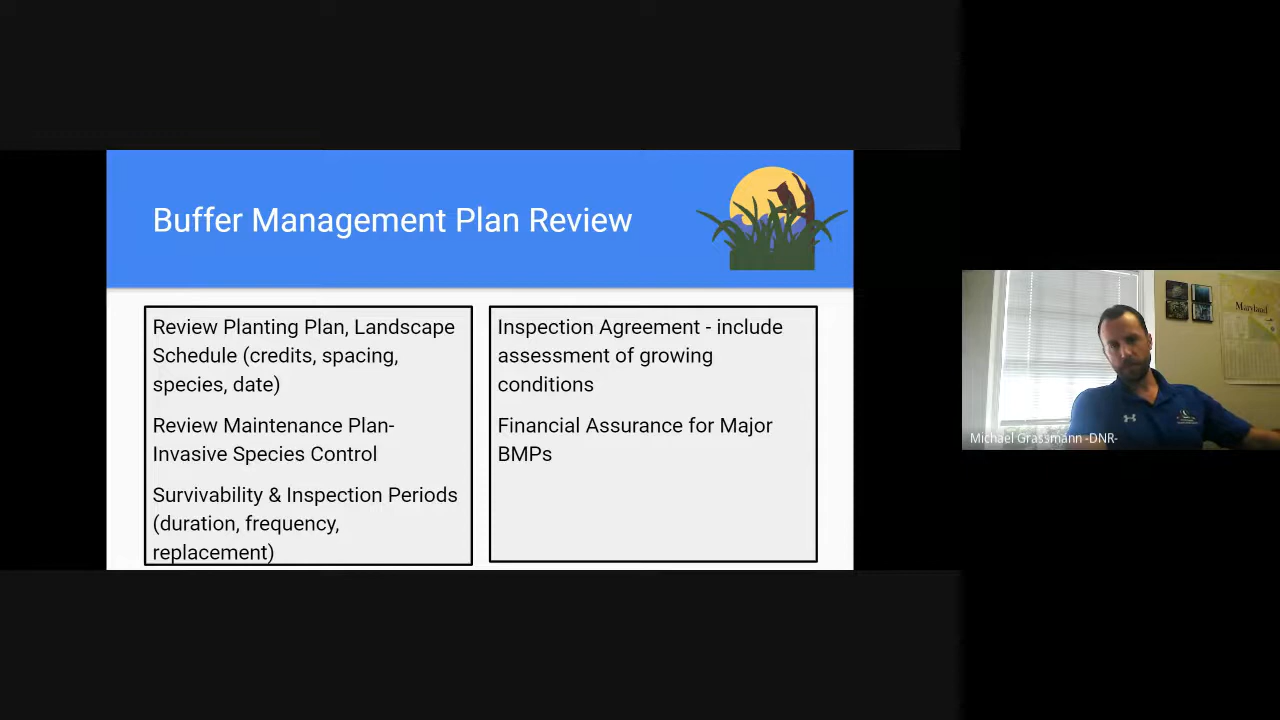 Buffer Management Plan Review
Review Planting Plan, Landscape
Schedule (credits, spacing,
species, date)
Review Maintenance Plan-
Invasive Species Control
Survivability & Inspection Periods
(duration, frequency,
replacement)
Inspection Agreement - include
assessment of growing
conditions
Financial Assurance for Major
BMPs
Maryland
Michael Grassmann -DNR-